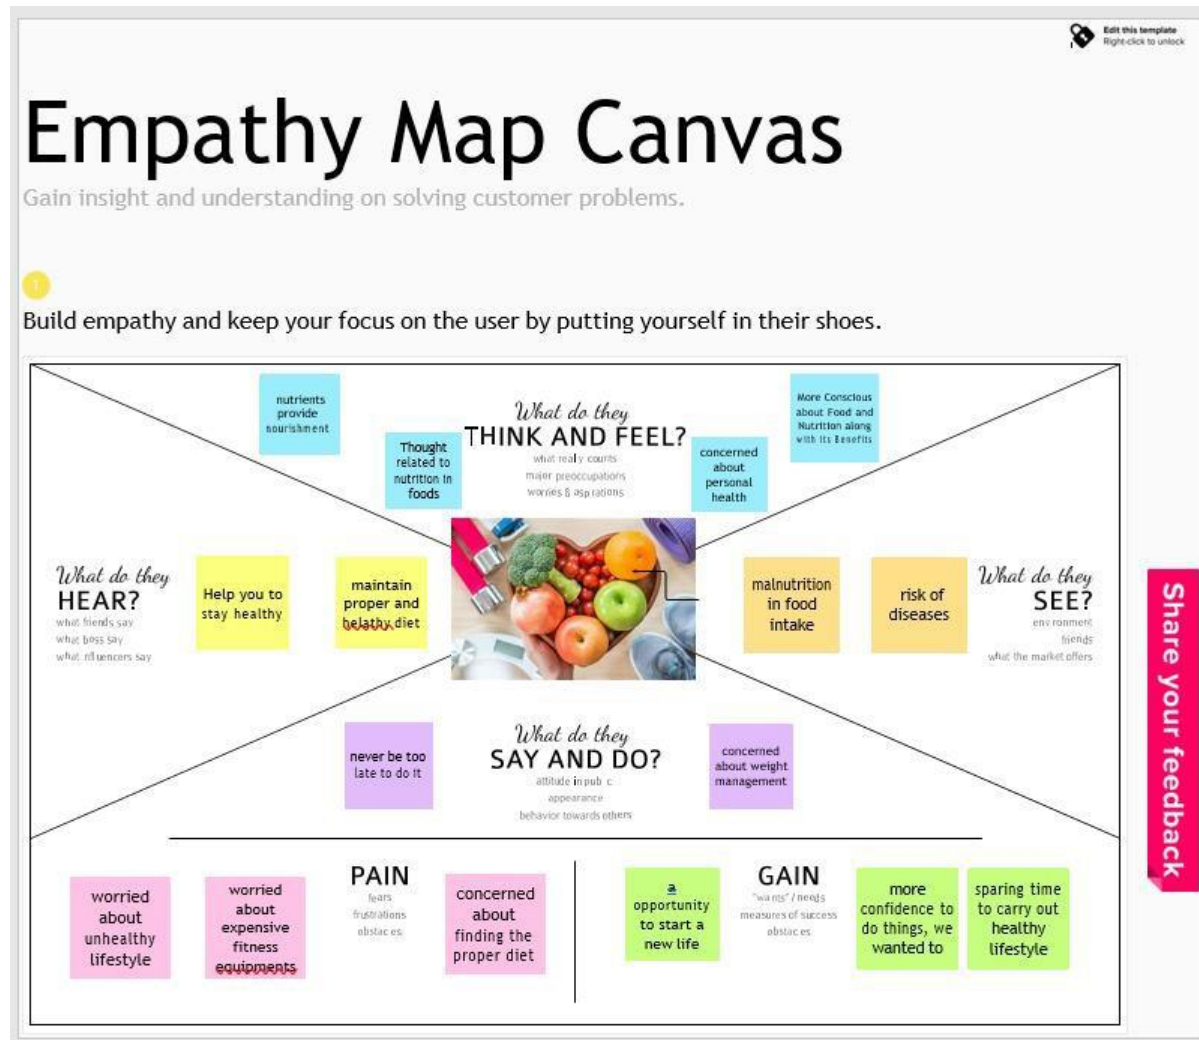 Edit this template
Right-click to unlock
Empathy Map Canvas
Gain insight and understanding on solving customer problems.
1
Build empathy and keep your focus on the user by putting yourself in their shoes.
nutrients
provide
nourishment
Thought
related to
nutrition in
foods
What do they
THINK AND FEEL?
what really counts
major preoccupations
worries & aspirations
concerned
about
personal
health
More Conscious
about Food and
Nutrition along
with its Benefits
What do they
HEAR?
what friends say
what boss say
what influencers say
Help you to
stay healthy
maintain
proper and
helathy diet
malnutrition
in food
intake
risk of
diseases
What do they
SEE?
environment
friends
what the market offers
never be too
late to do it
What do they
SAY AND DO?
attitude in public
appearance
behavior towards others
concerned
about weight
management
worried
about
unhealthy
lifestyle
worried
about
expensive
fitness
equipments
PAIN
fears
frustrations
obstacles
concerned
about
finding the
proper diet
a
opportunity
to start a
new life
GAIN
"wants" / needs
measures of success
obstacles
more
confidence to
do things, we
wanted to
sparing time
to carry out
healthy
lifestyle
Share your feedback